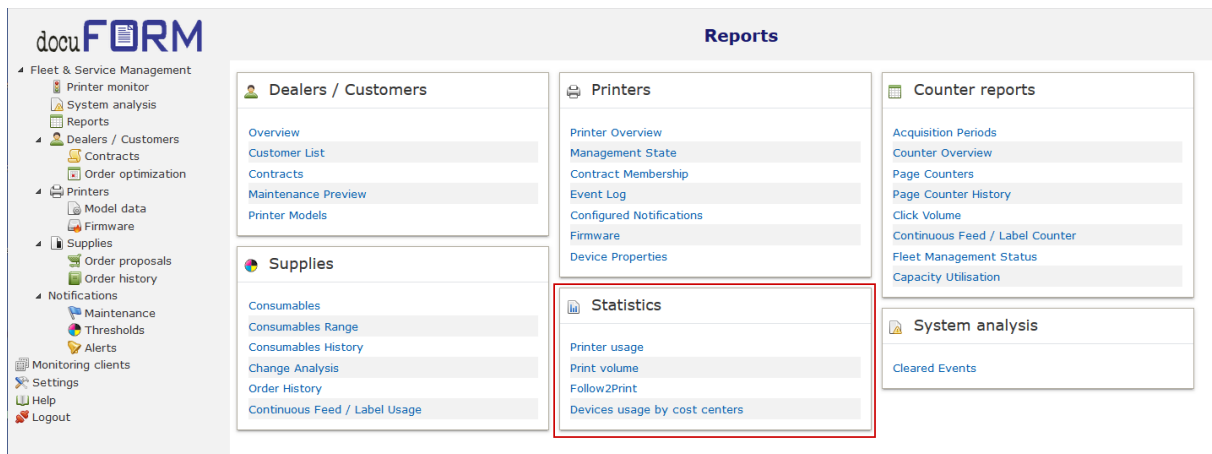 docuFORM
Fleet & Service Management
Printer monitor
System analysis
Reports
Dealers / Customers
Contracts
Order optimization
Printers
Model data
Firmware
Supplies
Order proposals
Order history
Notifications
Maintenance
Thresholds
Alerts
Monitoring clients
Settings
Help
Logout
Reports
Dealers / Customers
Overview
Customer List
Contracts
Maintenance Preview
Printer Models
Supplies
Consumables
Consumables Range
Consumables History
Change Analysis
Order History
Continuous Feed / Label Usage
Printers
Printer Overview
Management State
Contract Membership
Event Log
Configured Notifications
Firmware
Device Properties
Statistics
Printer usage
Print volume
Follow2Print
Devices usage by cost centers
Counter reports
Acquisition Periods
Counter Overview
Page Counters
Page Counter History
Click Volume
Continuous Feed / Label Counter
Fleet Management Status
Capacity Utilisation
System analysis
Cleared Events